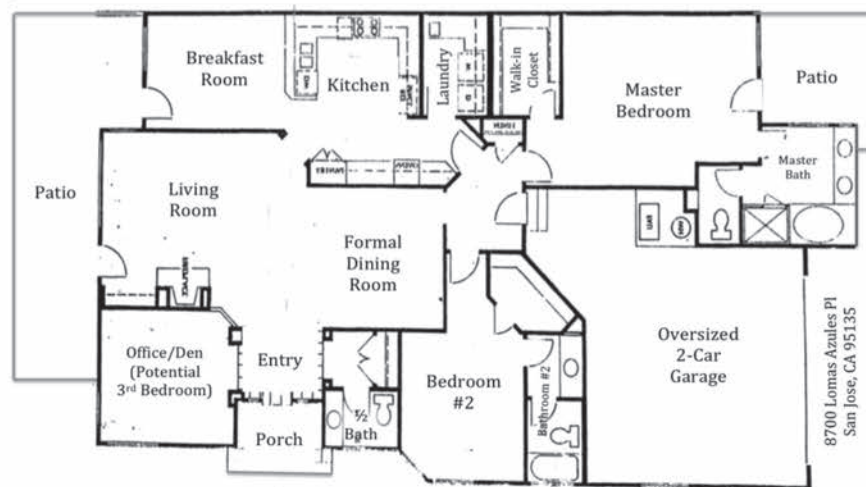 Breakfast
Room
Kitchen
Laundry
Walk-in
Closet
Master
Bedroom
Patio
Patio
Living
Room
Master
Bath
Formal
Dining
Room
Office/Den
(Potential
3rd Bedroom)
Entry
Porch
½
Bath
Bedroom
#2
Bathroom #2
Oversized
2-Car
Garage
8700 Lomas Azules Pl
San Jose, CA 95135